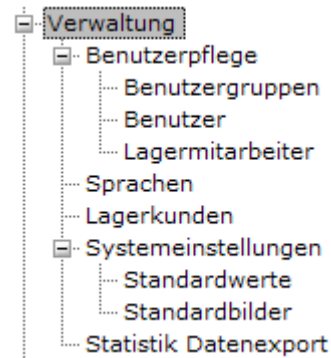 Verwaltung
Benutzerpflege
Benutzergruppen
Benutzer
Lagermitarbeiter
Sprachen
Lagerkunden
Systemeinstellungen
Standardwerte
Standardbilder
Statistik Datenexport